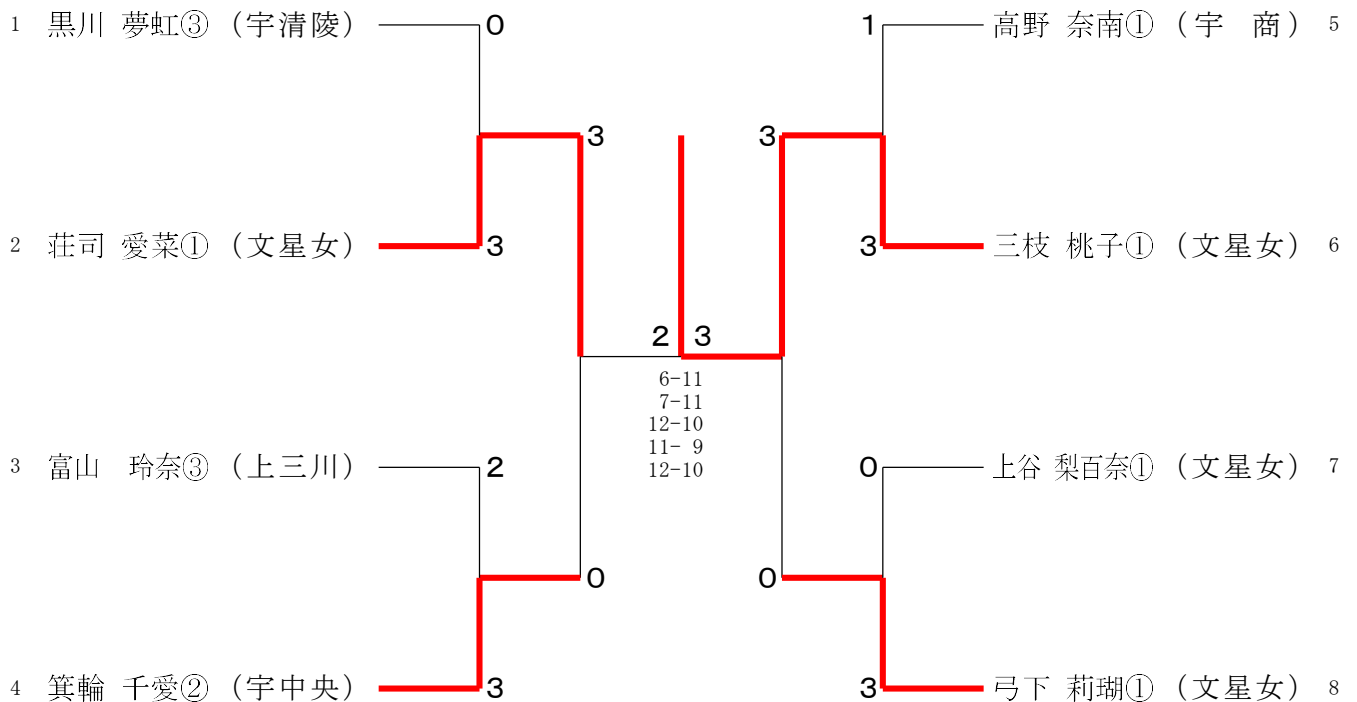 1 黒川 夢虹③ (宇清陵) 0
1 高野 奈南① (宇 商) 5
3
3
2 荘司 愛菜① (文星女) 3
3 三枝 桃子① (文星女) 6
2 3
6-11
7-11
12-10
11- 9
12-10
3 富山 玲奈③ (上三川) 2
0 上谷 梨百奈① (文星女) 7
0
0
4 箕輪 千愛② (宇中央) 3
3 弓下 莉瑚① (文星女) 8